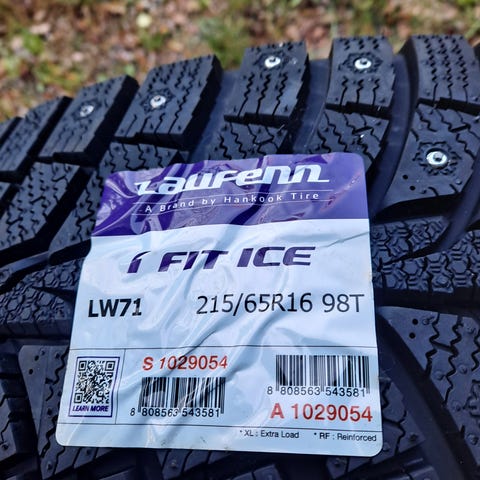 Laufenn
A Brand by Hankook Tire
i FIT ICE
LW71 215/65R16 98T
S 1029054
8 808563 543581
LEARN MORE
8 808563 543581
A 1029054
* XL : Extra Load * RF : Reinforced